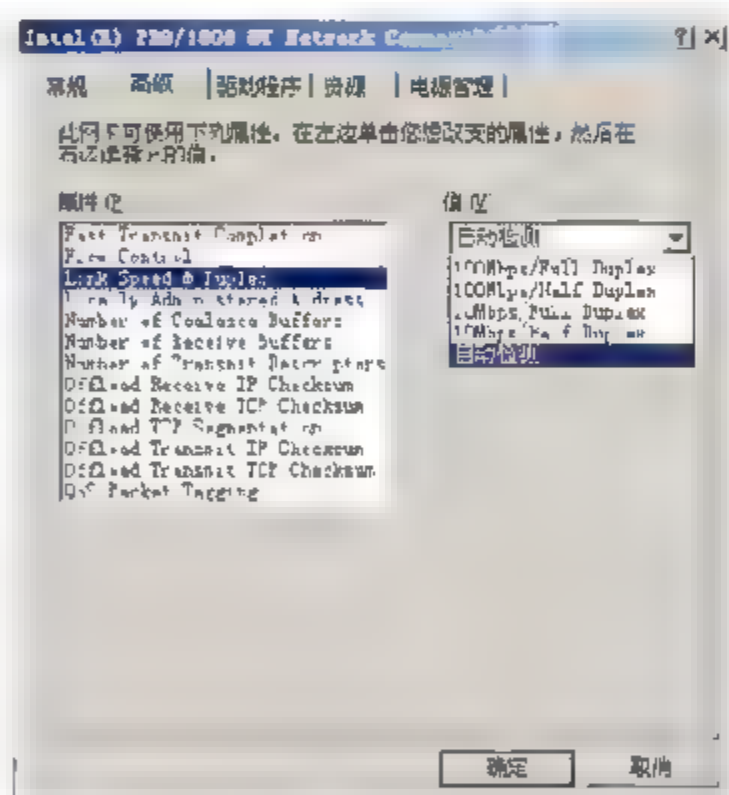 Intel(R) PRO/1000 MT Network
常规 高级 驱动程序 资源 电源管理
此网卡可使用下列属性。在左边单击您想改变的属性，然后在
右边选择它的值。
属性(P)
Fast Transmit Completion
Flow Control
Link Speed & Duplex
Locally Administered Address
Number of Coalesce Buffers
Number of Receive Buffers
Number of Transmit Descriptors
Offload Receive IP Checksum
Offload Receive TCP Checksum
Offload TCP Segmentation
Offload Transmit IP Checksum
Offload Transmit TCP Checksum
QoS Packet Tagging
值(V)
自动检测
100Mbps/Full Duplex
100Mbps/Half Duplex
10Mbps/Full Duplex
10Mbps/Half Duplex
自动检测
确定 取消